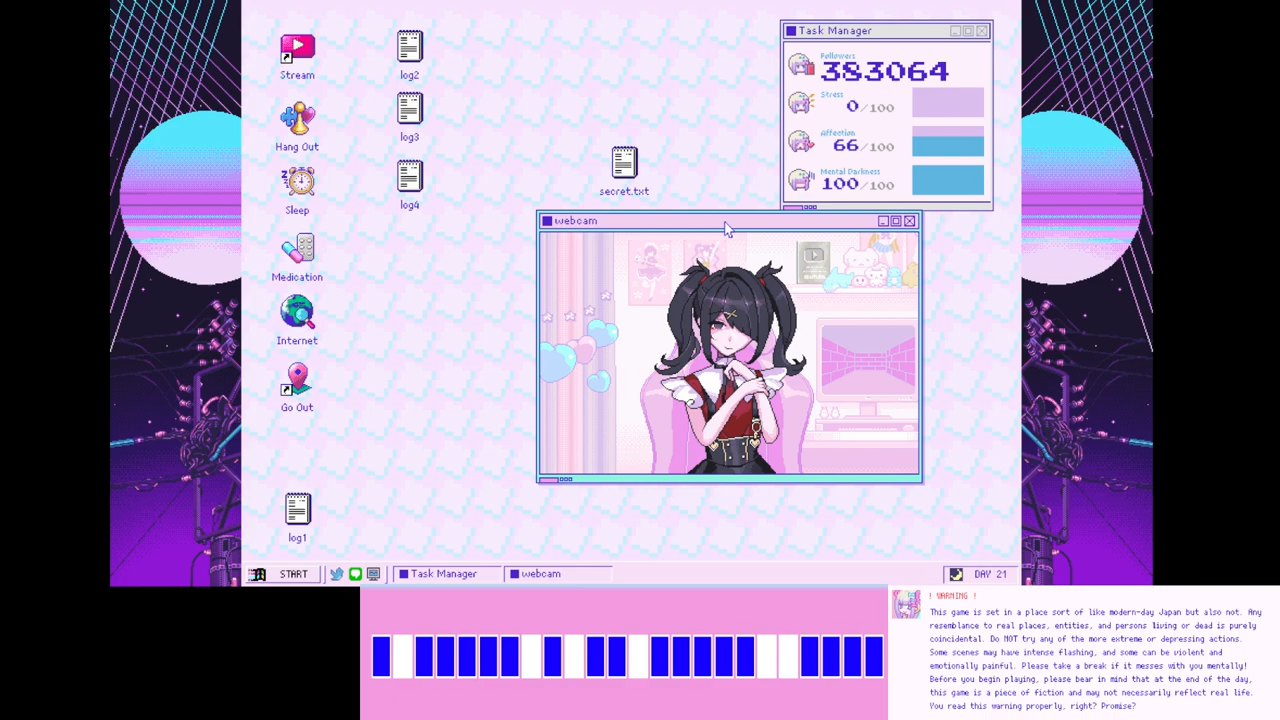 Stream
Hang Out
Sleep
Medication
Internet
Go Out
log1
log2
log3
log4
secret.txt
Task Manager
Followers
383064
Stress
0/100
Affection
66/100
Mental Darkness
100/100
webcam
START
Task Manager
webcam
DAY 21
! WARNING !
This game is set in a place sort of like modern-day Japan but also not. Any
resemblance to real places, entities, and persons living or dead is purely
coincidental. Do NOT try any of the more extreme or depressing actions.
Some scenes may have intense flashing, and some can be violent and
emotionally painful. Please take a break if it messes with you mentally!
Before you begin playing, please bear in mind that at the end of the day,
this game is a piece of fiction and may not necessarily reflect real life.
You read this warning properly, right? Promise?